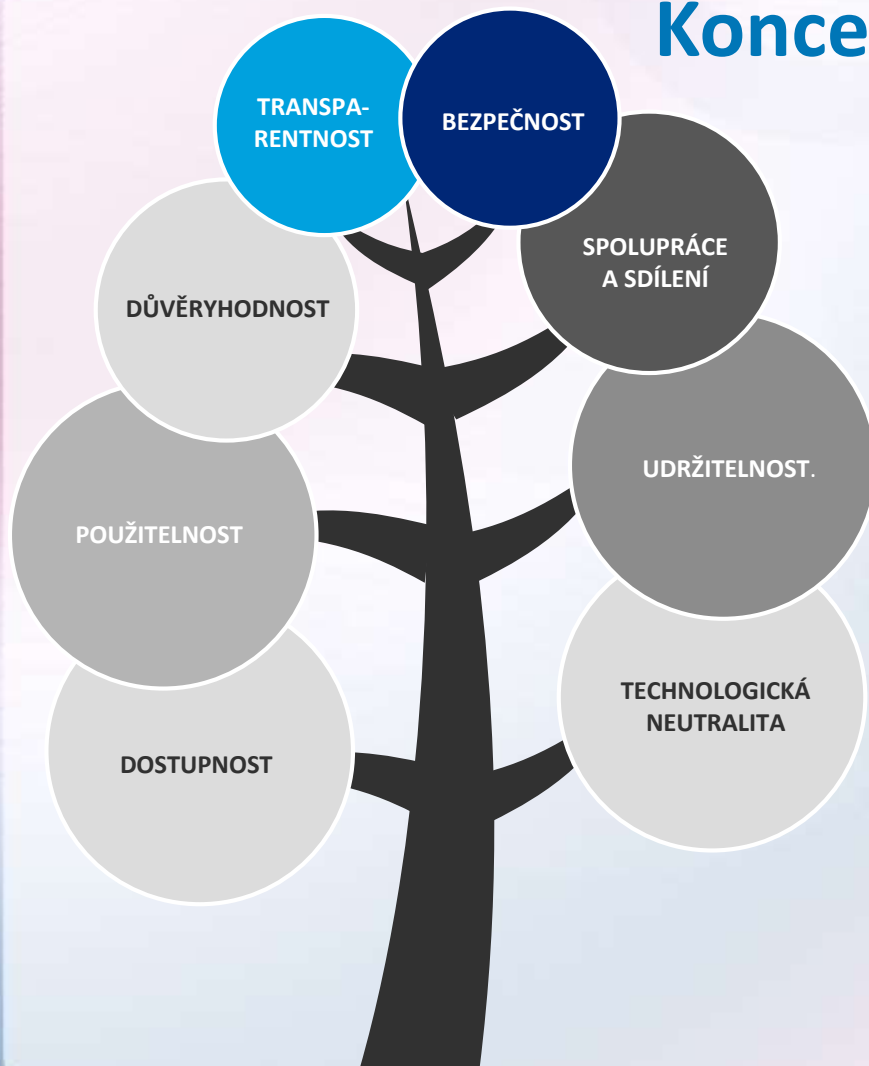 Konce
TRANSPA-
RENTNOST
BEZPEČNOST
SPOLUPRÁCE
A SDÍLENÍ
DŮVĚRYHODNOST
UDRŽITELNOST.
POUŽITELNOST
TECHNOLOGICKÁ
NEUTRALITA
DOSTUPNOST